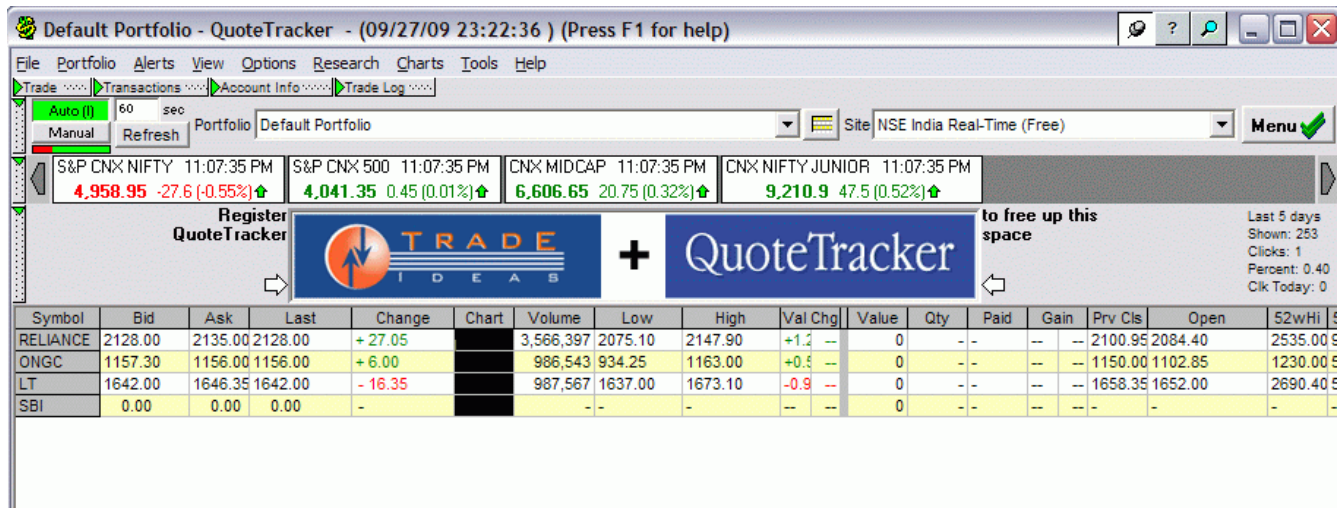 Default Portfolio - QuoteTracker - (09/27/09 23:22:36 ) (Press F1 for help)
?
File Portfolio Alerts View Options Research Charts Tools Help
Trade Transactions Account Info Trade Log
Auto (I) 60 sec
Manual Refresh Portfolio Default Portfolio Site NSE India Real-Time (Free) Menu
S&P CNX NIFTY 11:07:35 PM S&P CNX 500 11:07:35 PM CNX MIDCAP 11:07:35 PM CNX NIFTY JUNIOR 11:07:35 PM
4,958.95 -27.6 (-0.55%) 4,041.35 0.45 (0.01%) 6,606.65 20.75 (0.32%) 9,210.9 47.5 (0.52%)
Register QuoteTracker
TRADE IDEAS + QuoteTracker
to free up this space
Last 5 days
Shown: 253
Clicks: 1
Percent: 0.40
Clk Today: 0
Symbol Bid Ask Last Change Chart Volume Low High Val Chg Value Qty Paid Gain Prv Cls Open 52wHi
RELIANCE 2128.00 2135.00 2128.00 + 27.05 3,566,397 2075.10 2147.90 +1.2 -- 0 - - -- -- 2100.95 2084.40 2535.00
ONGC 1157.30 1156.00 1156.00 + 6.00 986,543 934.25 1163.00 +0.5 -- 0 - - -- -- 1150.00 1102.85 1230.00
LT 1642.00 1646.35 1642.00 - 16.35 987,567 1637.00 1673.10 -0.9 -- 0 - - -- -- 1658.35 1652.00 2690.40
SBI 0.00 0.00 0.00 - - - - -- -- 0 - - -- -- - - -